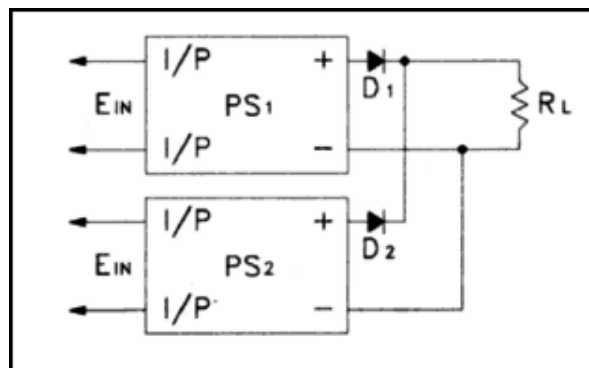 I/P + D1
EIN PS1 RL
I/P −
I/P + D2
EIN PS2
I/P −